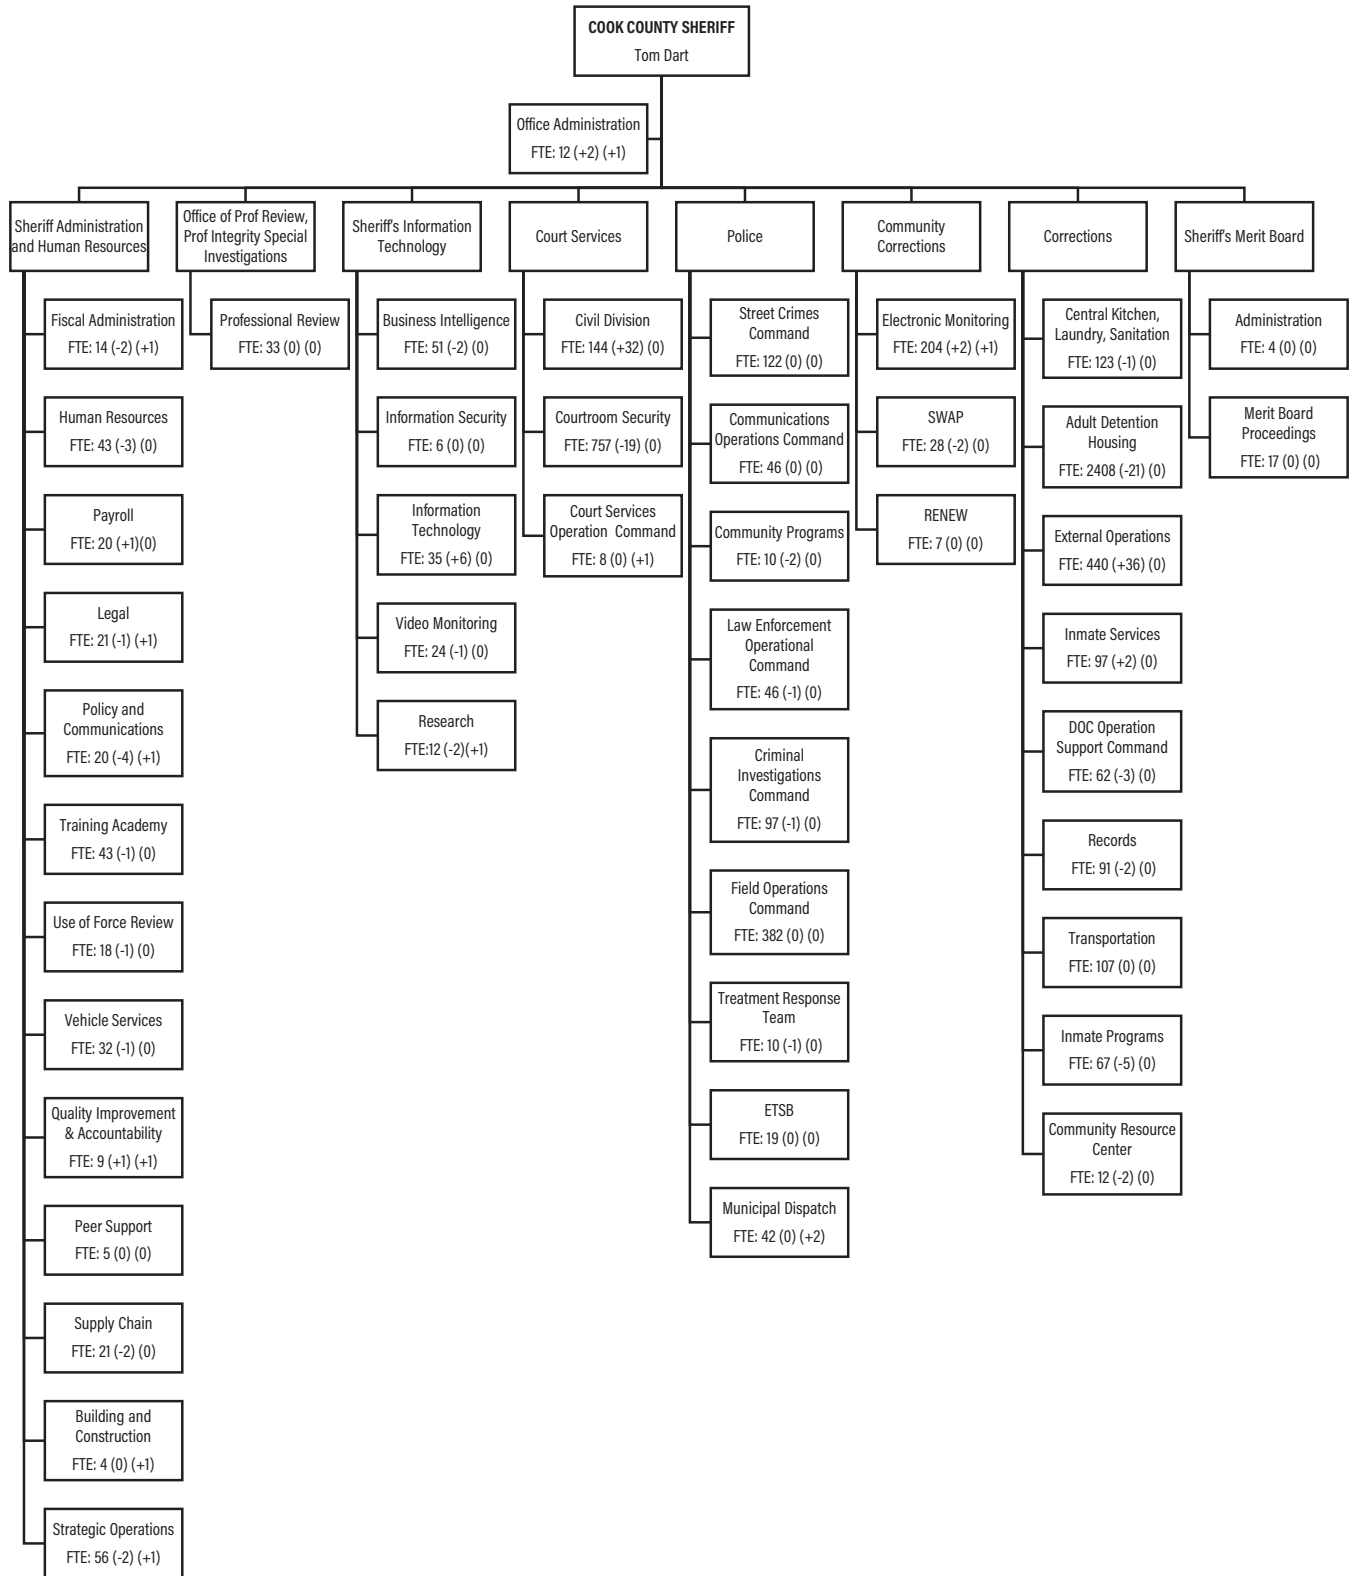 COOK COUNTY SHERIFF
Tom Dart
Office Administration
FTE: 12 (+2) (+1)
Sheriff Administration
and Human Resources
Fiscal Administration
FTE: 14 (-2) (+1)
Human Resources
FTE: 43 (-3) (0)
Payroll
FTE: 20 (+1)(0)
Legal
FTE: 21 (-1) (+1)
Policy and
Communications
FTE: 20 (-4) (+1)
Training Academy
FTE: 43 (-1) (0)
Use of Force Review
FTE: 18 (-1) (0)
Vehicle Services
FTE: 32 (-1) (0)
Quality Improvement
& Accountability
FTE: 9 (+1) (+1)
Peer Support
FTE: 5 (0) (0)
Supply Chain
FTE: 21 (-2) (0)
Building and
Construction
FTE: 4 (0) (+1)
Strategic Operations
FTE: 56 (-2) (+1)
Office of Prof Review,
Prof Integrity Special
Investigations
Professional Review
FTE: 33 (0) (0)
Sheriff's Information
Technology
Business Intelligence
FTE: 51 (-2) (0)
Information Security
FTE: 6 (0) (0)
Information
Technology
FTE: 35 (+6) (0)
Video Monitoring
FTE: 24 (-1) (0)
Research
FTE:12 (-2)(+1)
Court Services
Civil Division
FTE: 144 (+32) (0)
Courtroom Security
FTE: 757 (-19) (0)
Court Services
Operation Command
FTE: 8 (0) (+1)
Police
Street Crimes
Command
FTE: 122 (0) (0)
Communications
Operations Command
FTE: 46 (0) (0)
Community Programs
FTE: 10 (-2) (0)
Law Enforcement
Operational
Command
FTE: 46 (-1) (0)
Criminal
Investigations
Command
FTE: 97 (-1) (0)
Field Operations
Command
FTE: 382 (0) (0)
Treatment Response
Team
FTE: 10 (-1) (0)
ETSB
FTE: 19 (0) (0)
Municipal Dispatch
FTE: 42 (0) (+2)
Community
Corrections
Electronic Monitoring
FTE: 204 (+2) (+1)
SWAP
FTE: 28 (-2) (0)
RENEW
FTE: 7 (0) (0)
Corrections
Central Kitchen,
Laundry, Sanitation
FTE: 123 (-1) (0)
Adult Detention
Housing
FTE: 2408 (-21) (0)
External Operations
FTE: 440 (+36) (0)
Inmate Services
FTE: 97 (+2) (0)
DOC Operation
Support Command
FTE: 62 (-3) (0)
Records
FTE: 91 (-2) (0)
Transportation
FTE: 107 (0) (0)
Inmate Programs
FTE: 67 (-5) (0)
Community Resource
Center
FTE: 12 (-2) (0)
Sheriff's Merit Board
Administration
FTE: 4 (0) (0)
Merit Board
Proceedings
FTE: 17 (0) (0)